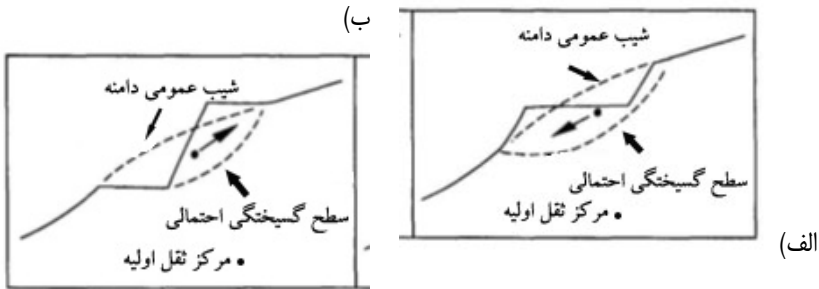 الف)
شیب عمومی دامنه
سطح گسیختگی احتمالی
• مرکز ثقل اولیه
ب)
شیب عمومی دامنه
سطح گسیختگی احتمالی
• مرکز ثقل اولیه